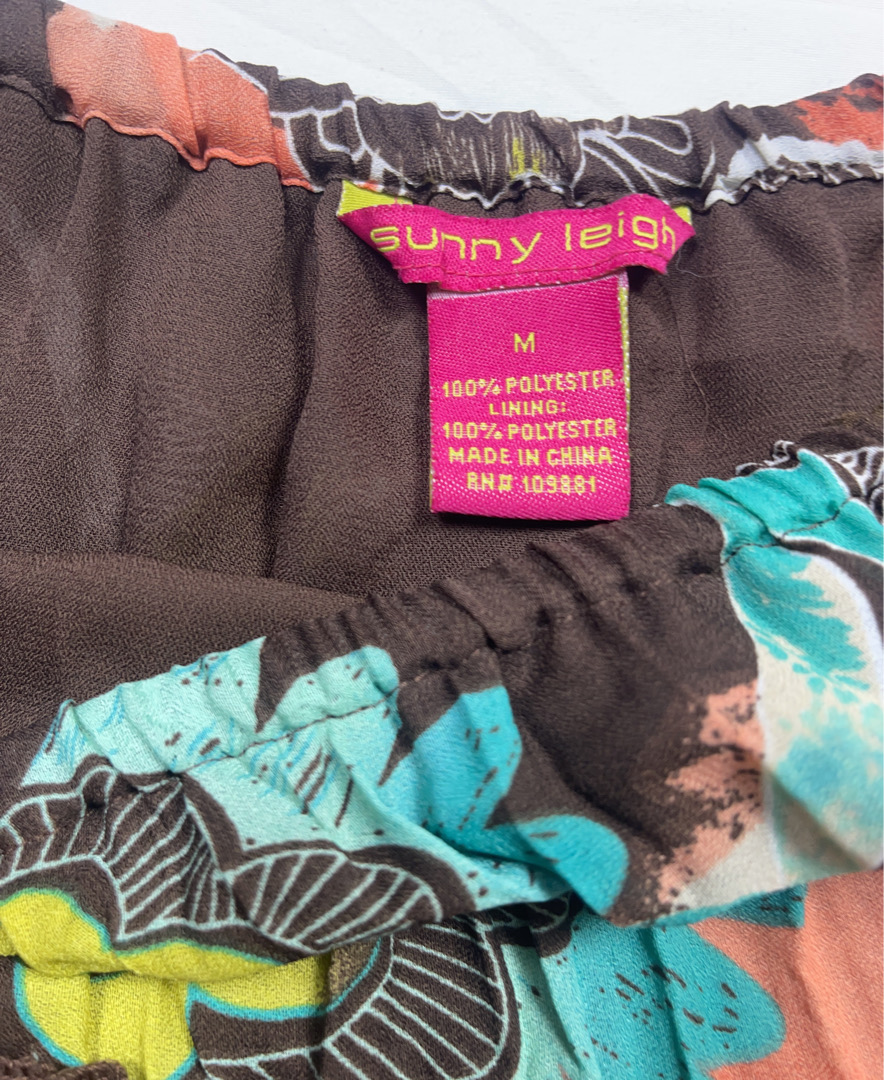 sunny leigh
M
100% POLYESTER
LINING:
100% POLYESTER
MADE IN CHINA
RN# 109881